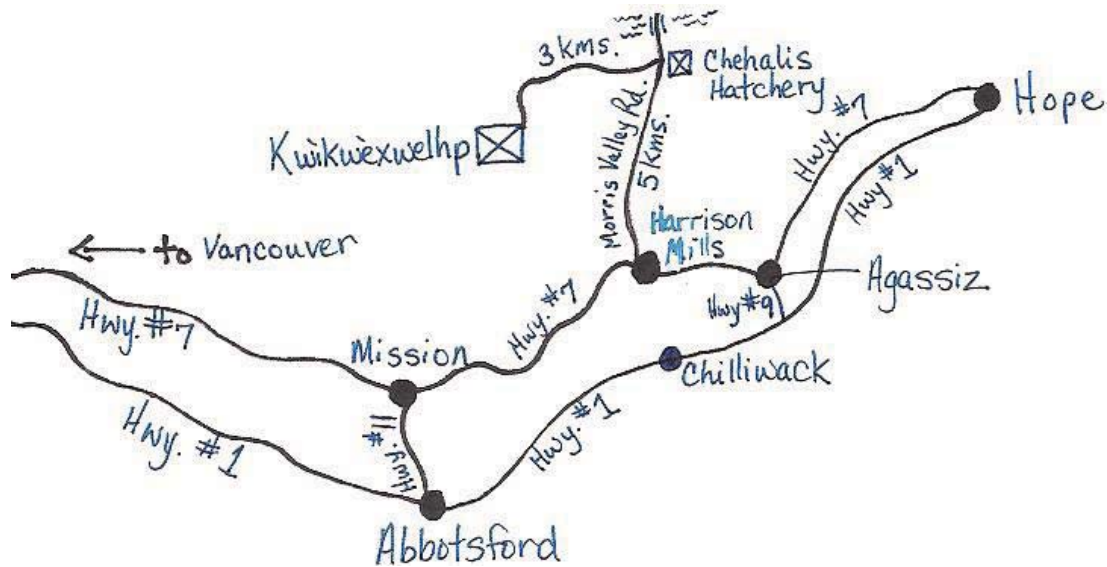 3 kms.
Chehalis
Hatchery
Hope
Hwy. #7
Kwikwexwelhp
Morris Valley Rd.
5 kms.
Hwy #1
Harrison
Mills
← to Vancouver
Agassiz
Hwy #9
Hwy. #7
Hwy. #7
Mission
Chilliwack
Hwy. #1
Hwy. #11
Hwy. #1
Abbotsford